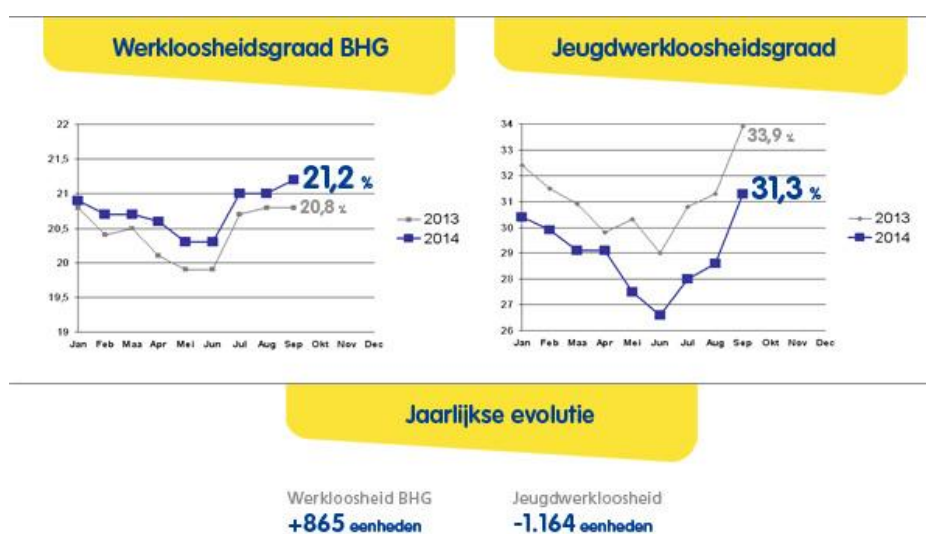 Werkloosheidsgraad BHG
22
21,5
21
20,5
20
19,5
19
21,2 %
20,8 %
2013
2014
Jan Feb Maa Apr Mei Jun Jul Aug Sep Okt Nov Dec
Jeugdwerkloosheidsgraad
34
33
32
31
30
29
28
27
26
33,9 %
31,3 %
2013
2014
Jan Feb Maa Apr Mei Jun Jul Aug Sep Okt Nov Dec
Jaarlijkse evolutie
Werkloosheid BHG
+865 eenheden
Jeugdwerkloosheid
-1.164 eenheden